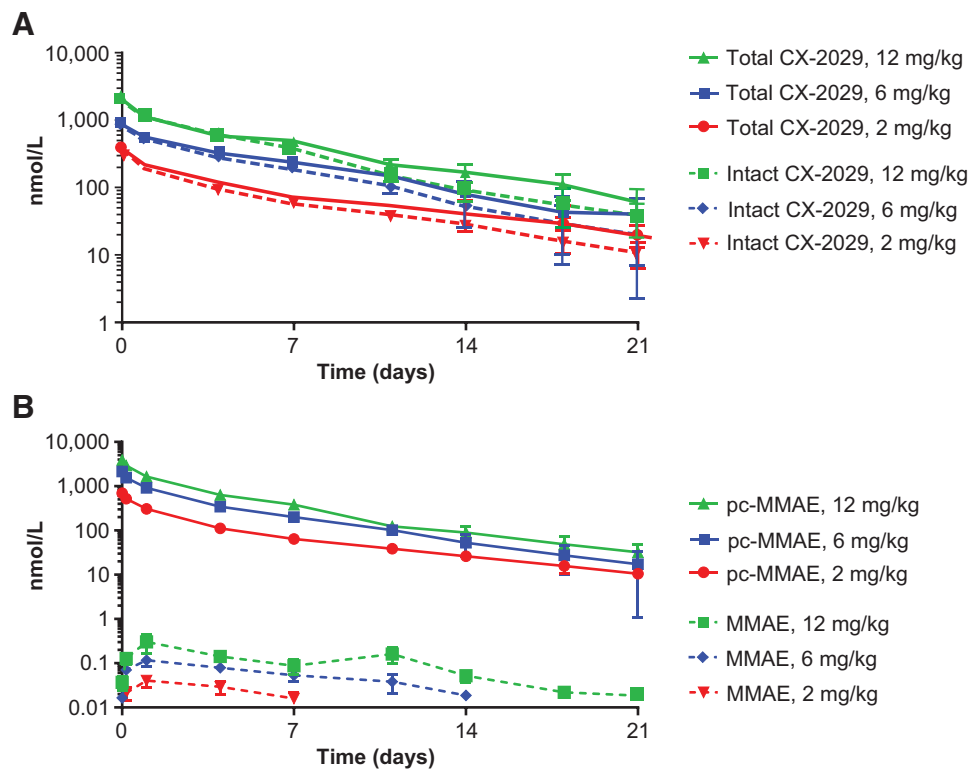 A
10,000
1,000
100
10
1
nmol/L
0
7
14
21
Time (days)
Total CX-2029, 12 mg/kg
Total CX-2029, 6 mg/kg
Total CX-2029, 2 mg/kg
Intact CX-2029, 12 mg/kg
Intact CX-2029, 6 mg/kg
Intact CX-2029, 2 mg/kg
B
10,000
1,000
100
10
1
0.1
0.01
nmol/L
0
7
14
21
Time (days)
pc-MMAE, 12 mg/kg
pc-MMAE, 6 mg/kg
pc-MMAE, 2 mg/kg
MMAE, 12 mg/kg
MMAE, 6 mg/kg
MMAE, 2 mg/kg